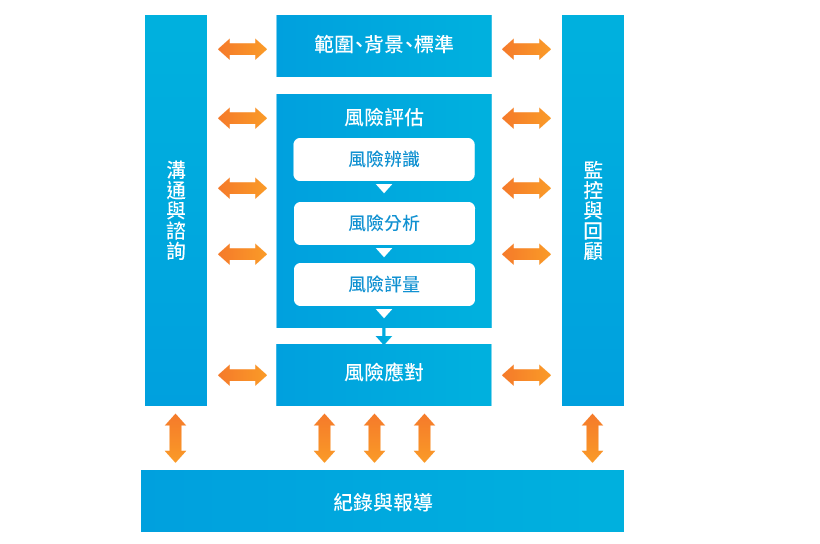 範圍、背景、標準
溝通與諮詢
風險評估
風險辨識
風險分析
風險評量
監控與回顧
風險應對
紀錄與報導